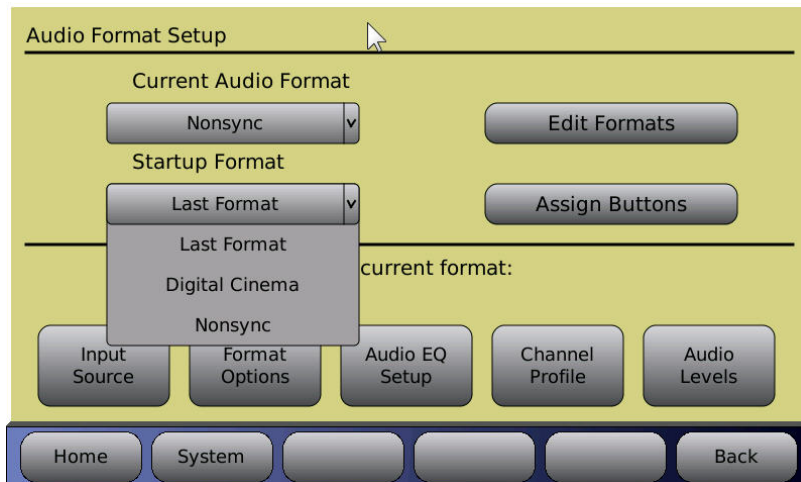 Audio Format Setup
Current Audio Format
Nonsync
Edit Formats
Startup Format
Last Format
Assign Buttons
Last Format
Digital Cinema
Nonsync
current format:
Input
Source
Format
Options
Audio EQ
Setup
Channel
Profile
Audio
Levels
Home
System
Back